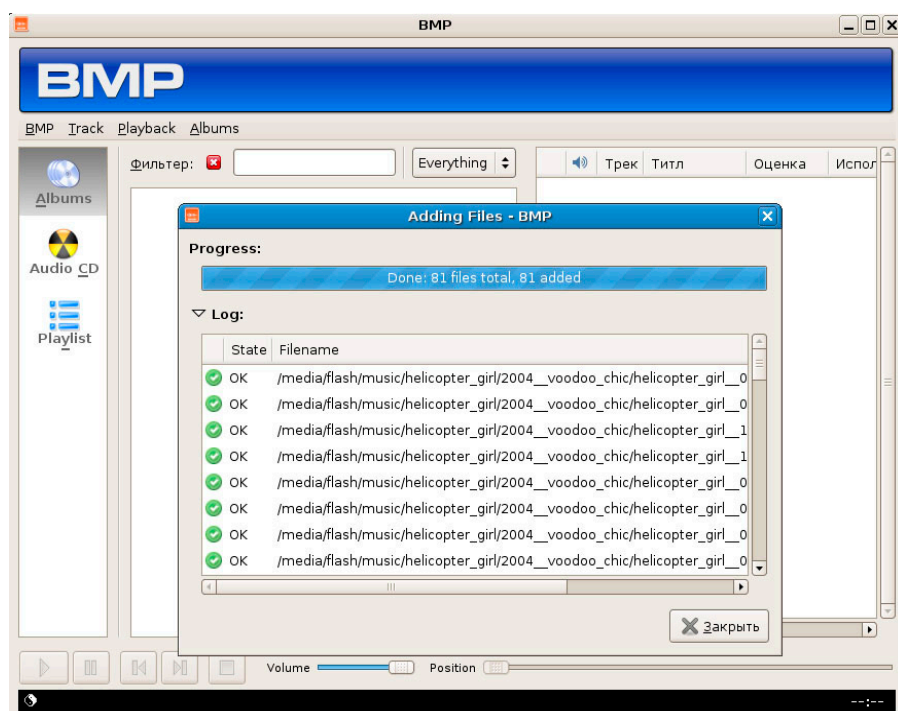 BMP
BMP
BMP Track Playback Albums
Фильтер: Everything Трек Титл Оценка Испол
Albums
Audio CD
Playlist
Adding Files - BMP
Progress:
Done: 81 files total, 81 added
Log:
State Filename
OK /media/flash/music/helicopter_girl/2004__voodoo_chic/helicopter_girl__0
OK /media/flash/music/helicopter_girl/2004__voodoo_chic/helicopter_girl__0
OK /media/flash/music/helicopter_girl/2004__voodoo_chic/helicopter_girl__1
OK /media/flash/music/helicopter_girl/2004__voodoo_chic/helicopter_girl__1
OK /media/flash/music/helicopter_girl/2004__voodoo_chic/helicopter_girl__0
OK /media/flash/music/helicopter_girl/2004__voodoo_chic/helicopter_girl__0
OK /media/flash/music/helicopter_girl/2004__voodoo_chic/helicopter_girl__0
OK /media/flash/music/helicopter_girl/2004__voodoo_chic/helicopter_girl__0
Закрыть
Volume Position
--:--